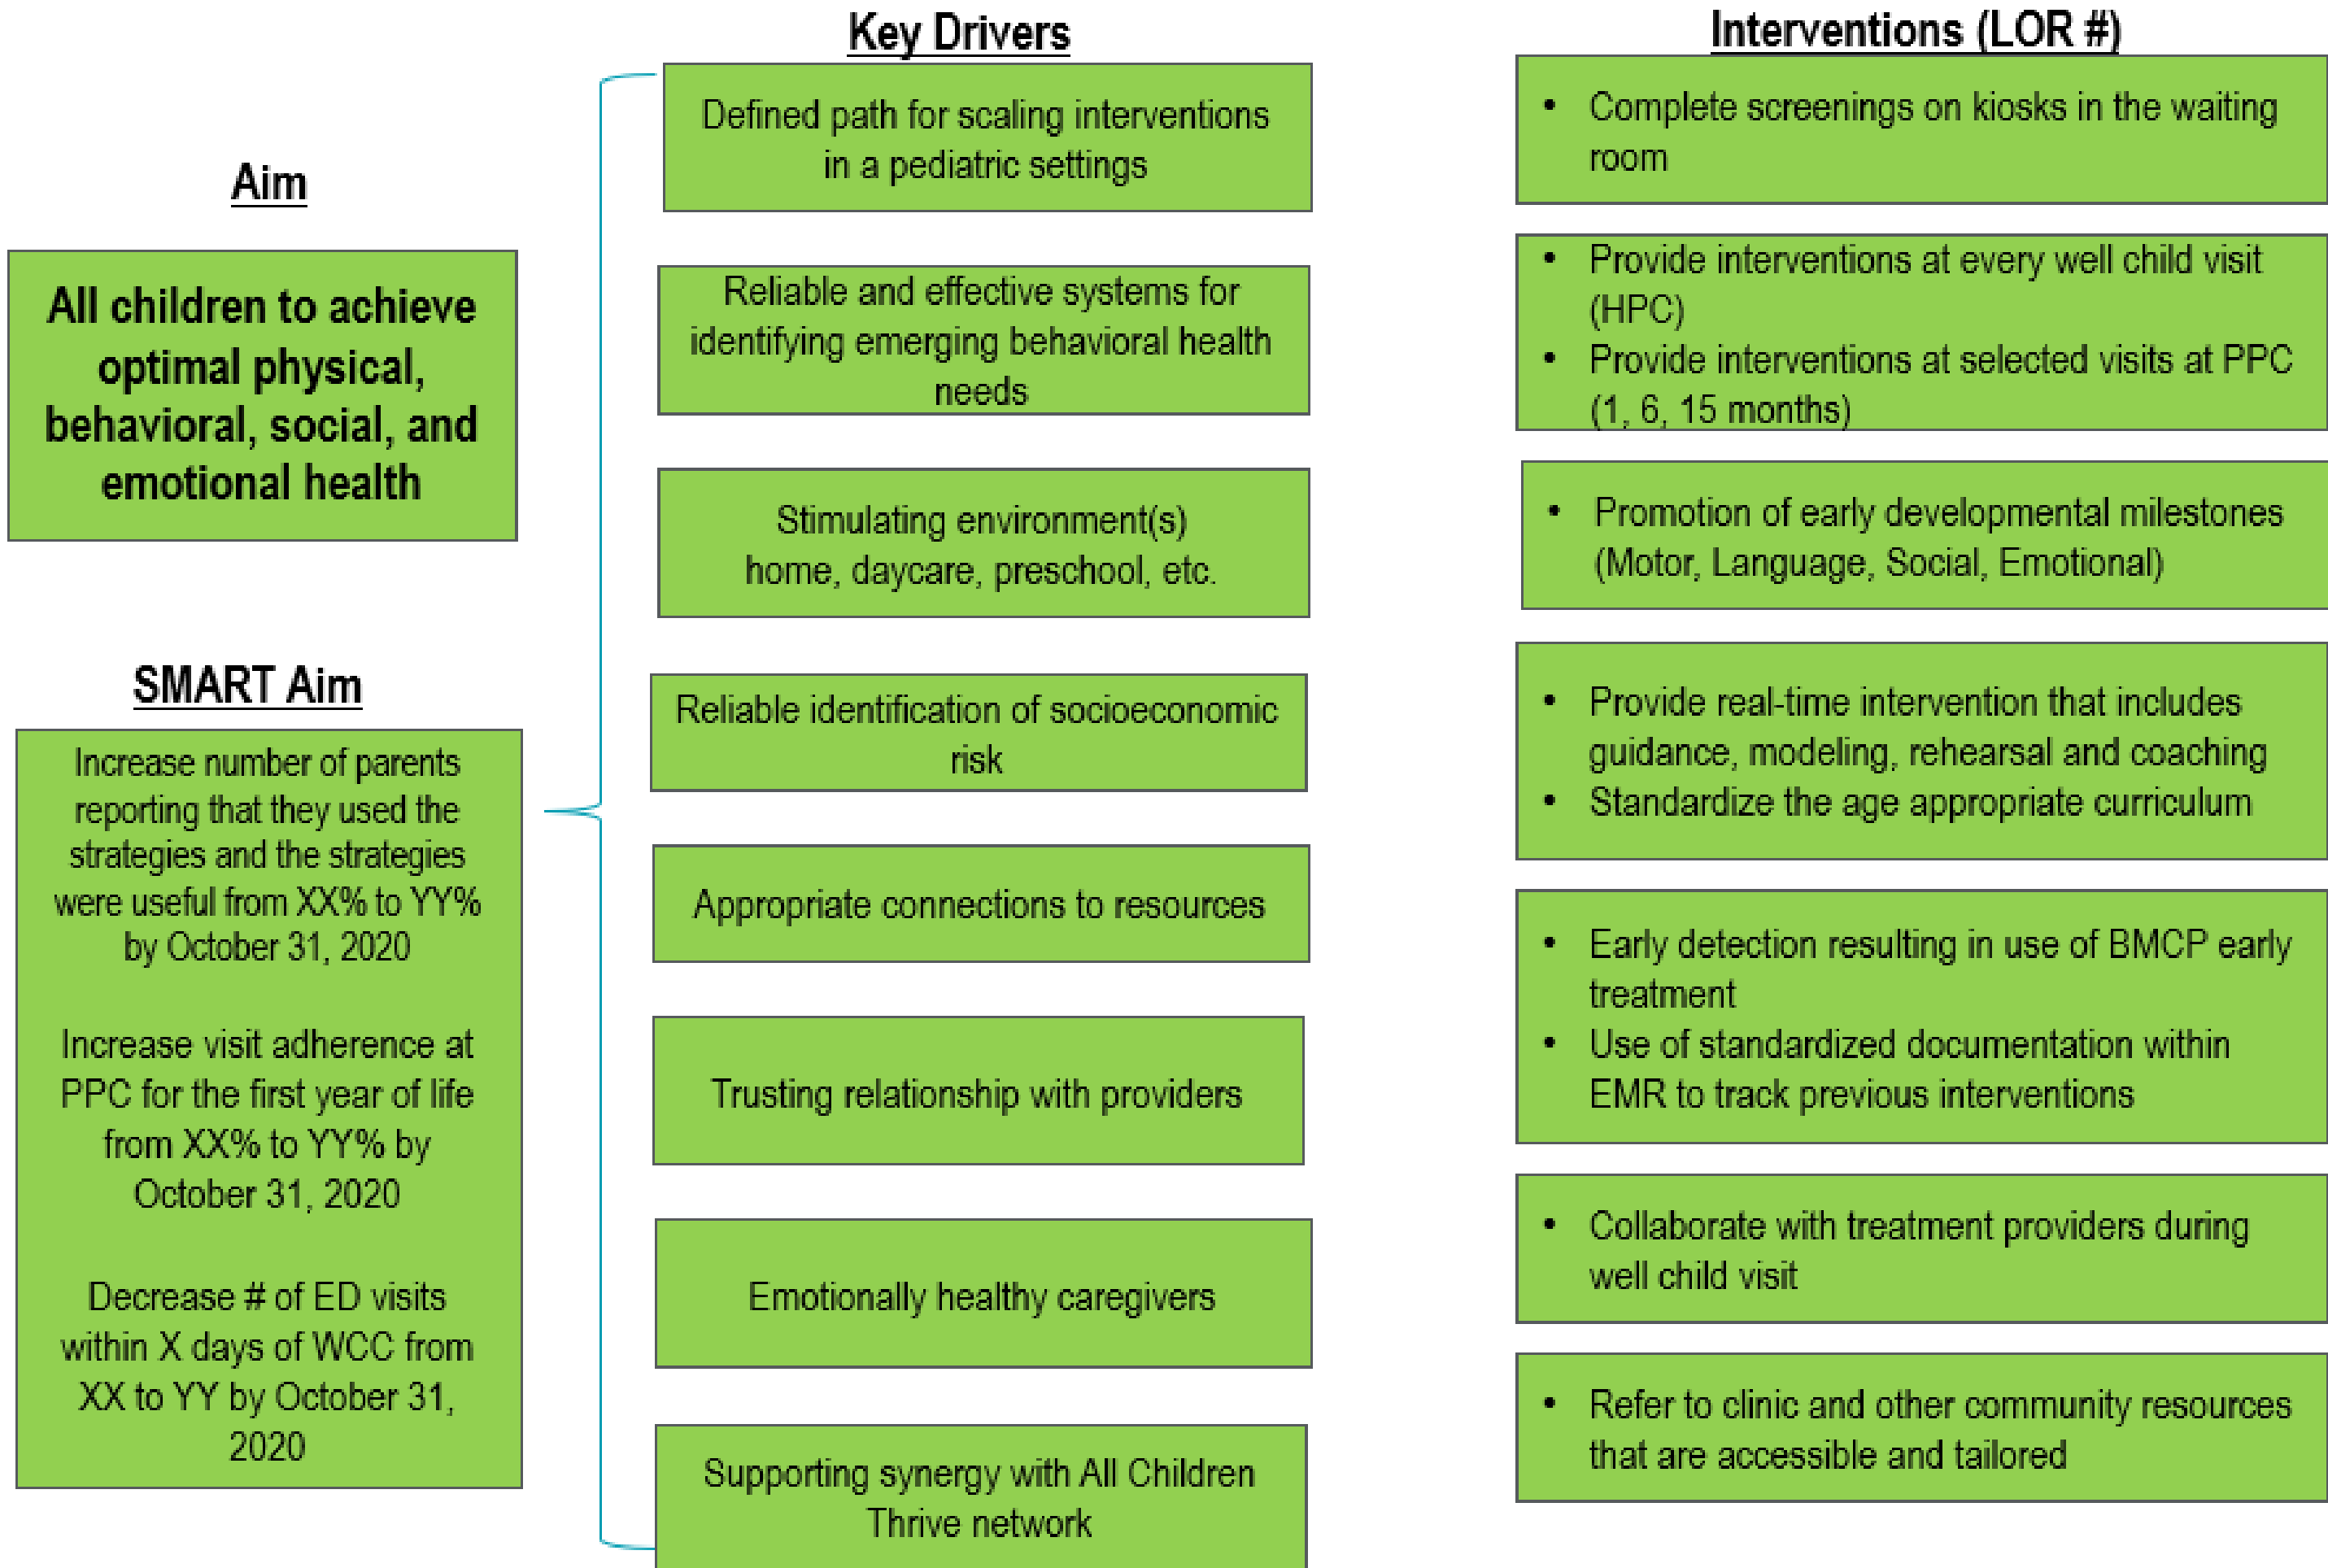 Aim
All children to achieve
optimal physical,
behavioral, social, and
emotional health
SMART Aim
Increase number of parents
reporting that they used the
strategies and the strategies
were useful from XX% to YY%
by October 31, 2020
Increase visit adherence at
PPC for the first year of life
from XX% to YY% by
October 31, 2020
Decrease # of ED visits
within X days of WCC from
XX to YY by October 31,
2020
Key Drivers
Defined path for scaling interventions
in a pediatric settings
Reliable and effective systems for
identifying emerging behavioral health
needs
Stimulating environment(s)
home, daycare, preschool, etc.
Reliable identification of socioeconomic
risk
Appropriate connections to resources
Trusting relationship with providers
Emotionally healthy caregivers
Supporting synergy with All Children
Thrive network
Interventions (LOR #)
• Complete screenings on kiosks in the waiting
room
• Provide interventions at every well child visit
(HPC)
• Provide interventions at selected visits at PPC
(1, 6, 15 months)
• Promotion of early developmental milestones
(Motor, Language, Social, Emotional)
• Provide real-time intervention that includes
guidance, modeling, rehearsal and coaching
• Standardize the age appropriate curriculum
• Early detection resulting in use of BMCP early
treatment
• Use of standardized documentation within
EMR to track previous interventions
• Collaborate with treatment providers during
well child visit
• Refer to clinic and other community resources
that are accessible and tailored